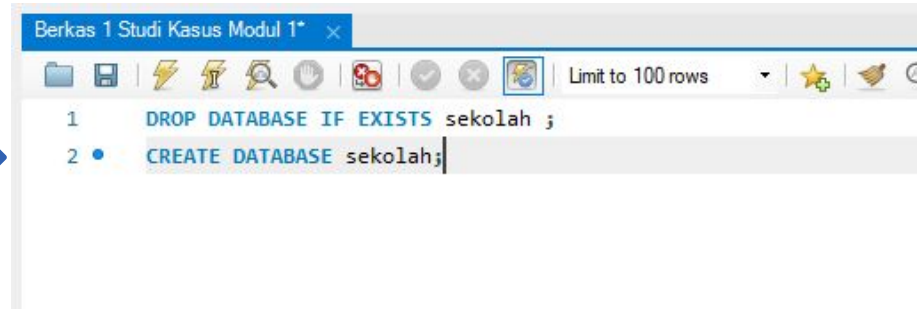 Berkas 1 Studi Kasus Modul 1*
Limit to 100 rows
1 DROP DATABASE IF EXISTS sekolah ;
2 CREATE DATABASE sekolah;